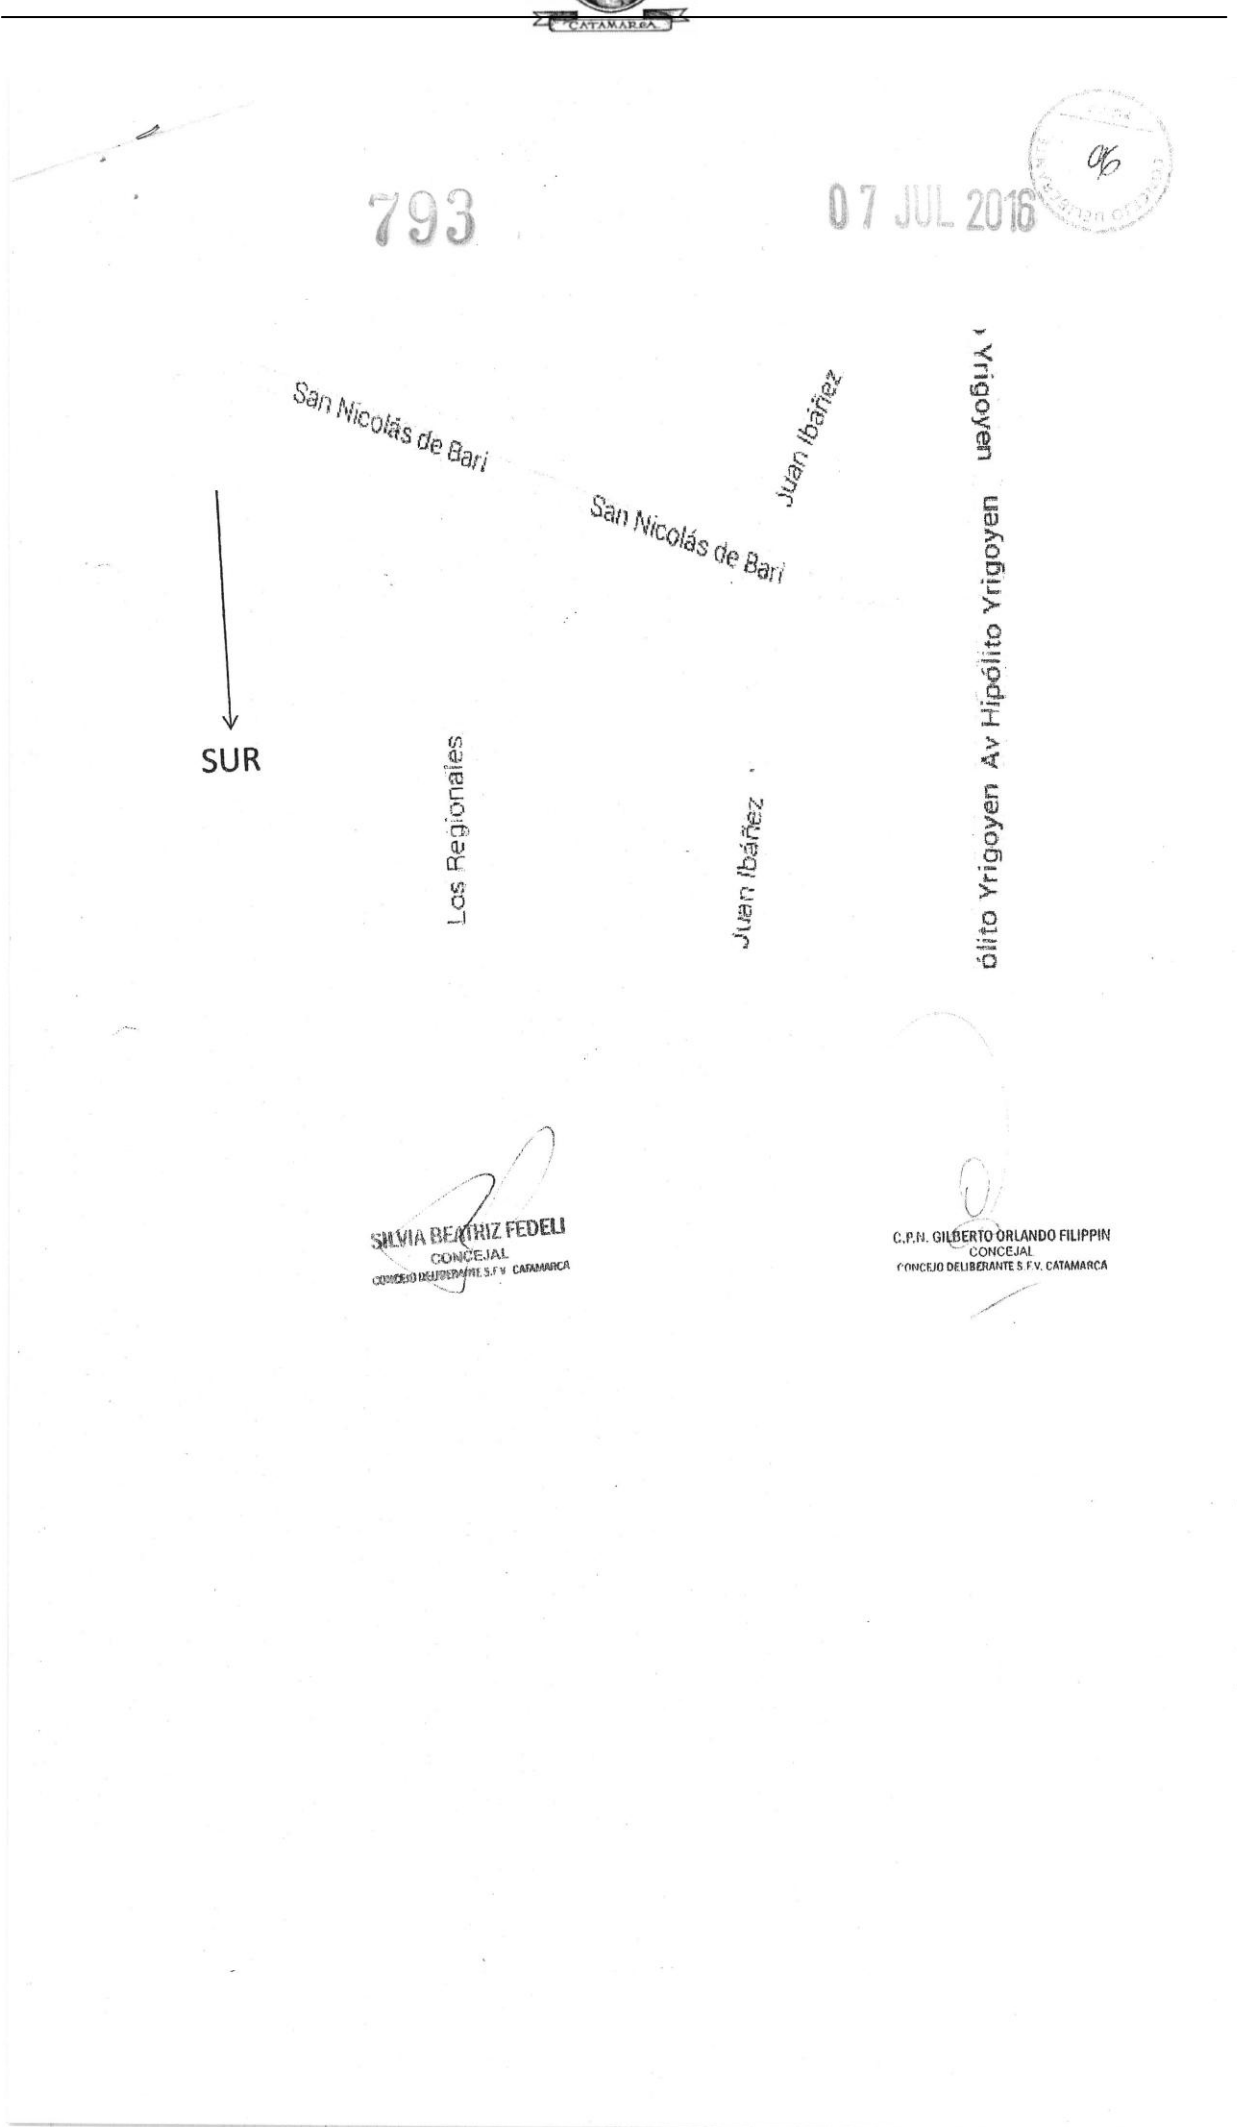 CATAMARCA
06
793
07 JUL 2016
San Nicolás de Bari
Juan Ibáñez
Yrigoyen
San Nicolás de Bari
Av Hipólito Yrigoyen
SUR
Los Regionales
Juan Ibáñez
ólito Yrigoyen
SILVIA BEATRIZ FEDELI
CONCEJAL
CONCEJO DELIBERANTE S.F.V. CATAMARCA
C.P.N. GILBERTO ORLANDO FILIPPIN
CONCEJAL
CONCEJO DELIBERANTE S.F.V. CATAMARCA